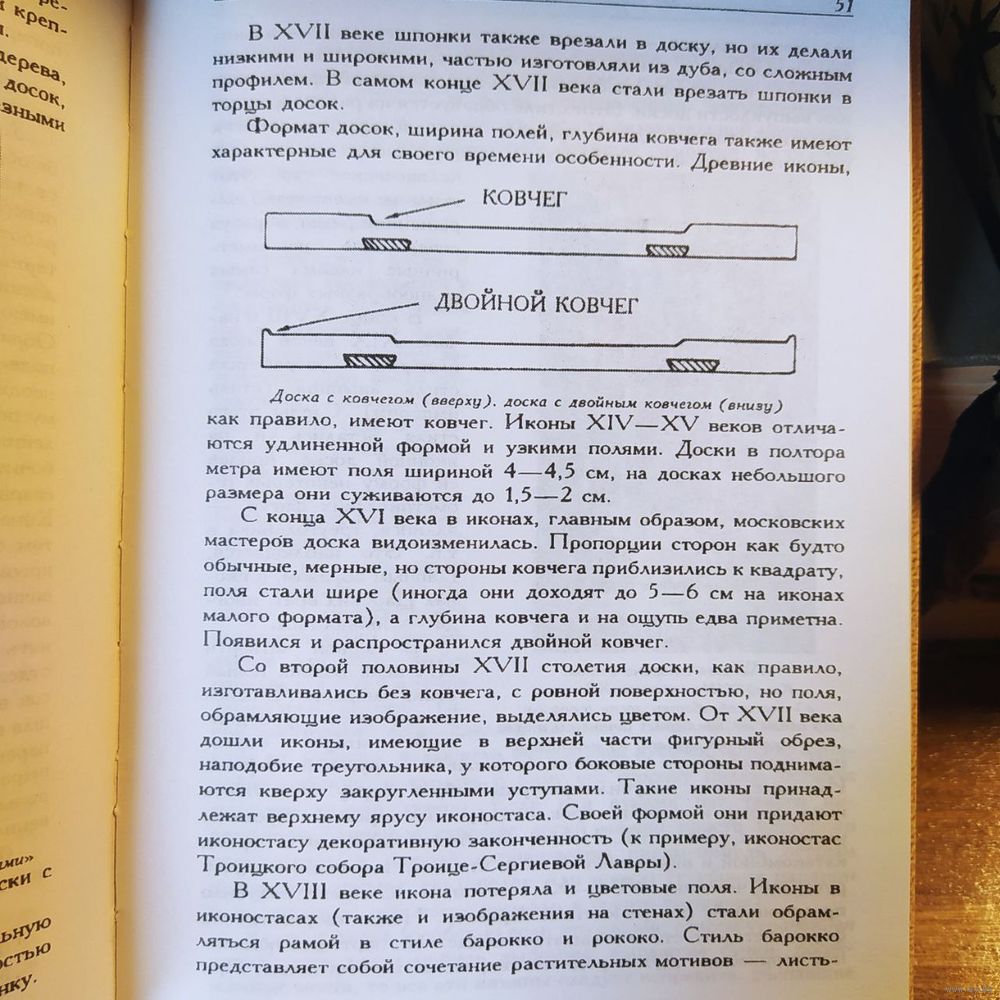 51
В XVII веке шпонки также врезали в доску, но их делали
низкими и широкими, частью изготовляли из дуба, со сложным
профилем. В самом конце XVII века стали врезать шпонки в
торцы досок.
Формат досок, ширина полей, глубина ковчега также имеют
характерные для своего времени особенности. Древние иконы,
КОВЧЕГ
ДВОЙНОЙ КОВЧЕГ
Доска с ковчегом (вверху). доска с двойным ковчегом (внизу)
как правило, имеют ковчег. Иконы XIV—XV веков отлича-
ются удлиненной формой и узкими полями. Доски в полтора
метра имеют поля шириной 4—4,5 см, на досках небольшого
размера они суживаются до 1,5—2 см.
С конца XVI века в иконах, главным образом, московских
мастеров доска видоизменилась. Пропорции сторон как будто
обычные, мерные, но стороны ковчега приблизились к квадрату,
поля стали шире (иногда они доходят до 5—6 см на иконах
малого формата), а глубина ковчега и на ощупь едва приметна.
Появился и распространился двойной ковчег.
Со второй половины XVII столетия доски, как правило,
изготавливались без ковчега, с ровной поверхностью, но поля,
обрамляющие изображение, выделялись цветом. От XVII века
дошли иконы, имеющие в верхней части фигурный обрез,
наподобие треугольника, у которого боковые стороны поднима-
ются кверху закругленными уступами. Такие иконы принад-
лежат верхнему ярусу иконостаса. Своей формой они придают
иконостасу декоративную законченность (к примеру, иконостас
Троицкого собора Троице-Сергиевой Лавры).
В XVIII веке икона потеряла и цветовые поля. Иконы в
иконостасах (также и изображения на стенах) стали обрам-
ляться рамой в стиле барокко и рококо. Стиль барокко
представляет собой сочетание растительных мотивов — листь-
креп-
дерева,
досок,
ски с